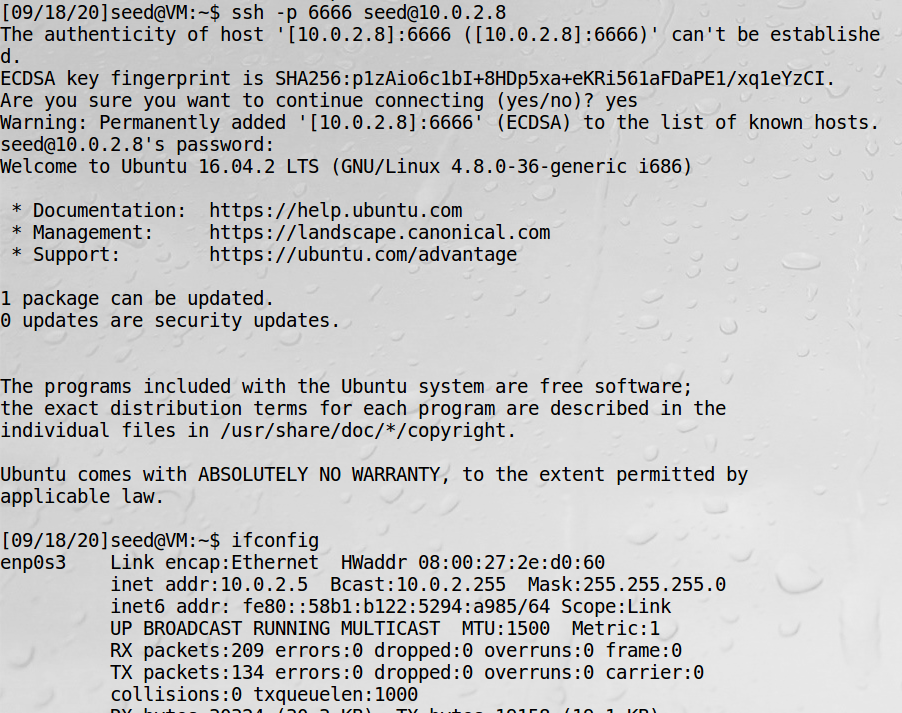 [09/18/20]seed@VM:~$ ssh -p 6666 seed@10.0.2.8
The authenticity of host '[10.0.2.8]:6666 ([10.0.2.8]:6666)' can't be establishe
d.
ECDSA key fingerprint is SHA256:p1zAio6c1bI+8HDp5xa+eKRi561aFDaPE1/xq1eYzCI.
Are you sure you want to continue connecting (yes/no)? yes
Warning: Permanently added '[10.0.2.8]:6666' (ECDSA) to the list of known hosts.
seed@10.0.2.8's password:
Welcome to Ubuntu 16.04.2 LTS (GNU/Linux 4.8.0-36-generic i686)
* Documentation:  https://help.ubuntu.com
* Management:     https://landscape.canonical.com
* Support:        https://ubuntu.com/advantage
1 package can be updated.
0 updates are security updates.
The programs included with the Ubuntu system are free software;
the exact distribution terms for each program are described in the
individual files in /usr/share/doc/*/copyright.
Ubuntu comes with ABSOLUTELY NO WARRANTY, to the extent permitted by
applicable law.
[09/18/20]seed@VM:~$ ifconfig
enp0s3    Link encap:Ethernet  HWaddr 08:00:27:2e:d0:60
inet addr:10.0.2.5  Bcast:10.0.2.255  Mask:255.255.255.0
inet6 addr: fe80::58b1:b122:5294:a985/64 Scope:Link
UP BROADCAST RUNNING MULTICAST  MTU:1500  Metric:1
RX packets:209 errors:0 dropped:0 overruns:0 frame:0
TX packets:134 errors:0 dropped:0 overruns:0 carrier:0
collisions:0 txqueuelen:1000